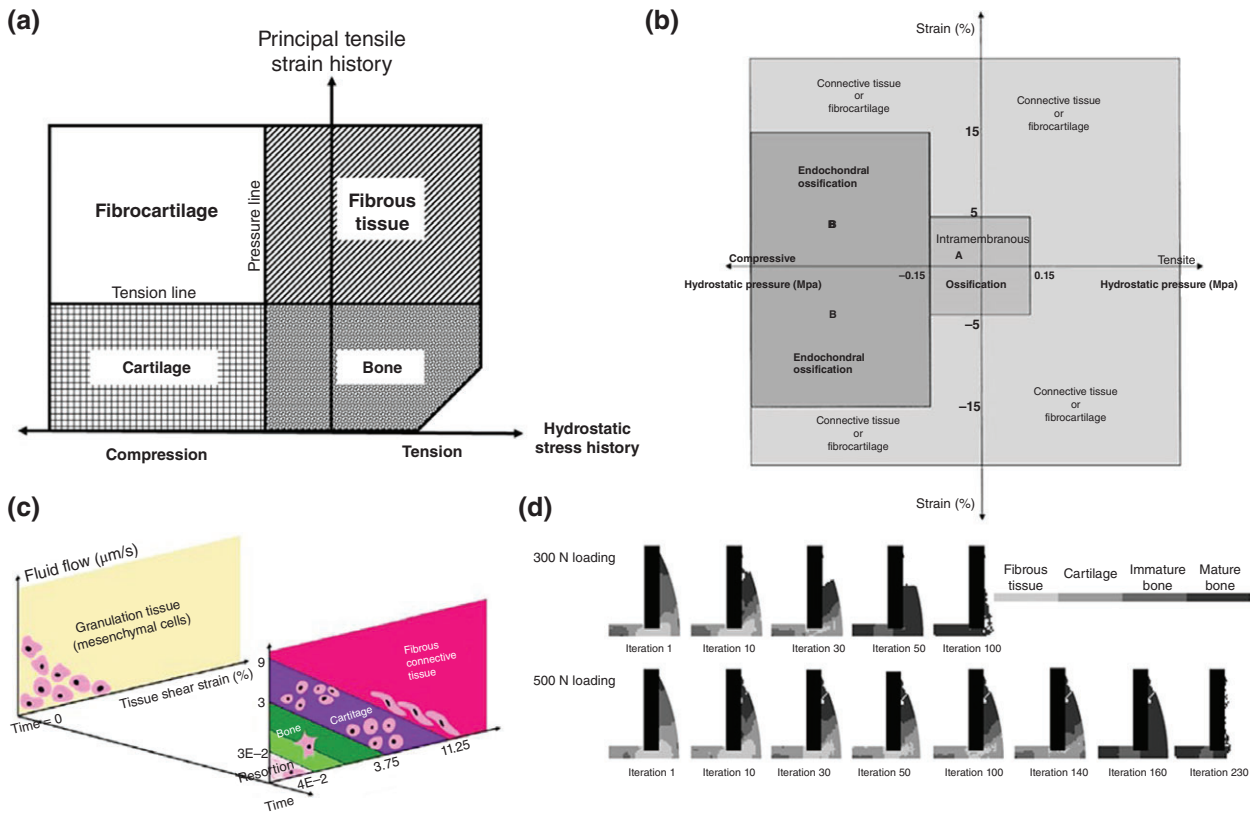 (a)
Principal tensile
strain history
Fibrocartilage
Pressure line
Fibrous
tissue
Tension line
Cartilage
Bone
Compression
Tension
Hydrostatic
stress history
(b)
Strain (%)
Connective tissue
or
fibrocartilage
Connective tissue
or
fibrocartilage
15
Endochondral
ossification
B
5
Intramembranous
A
Compressive
Tensite
-0.15
0.15
Hydrostatic pressure (Mpa)
Ossification
Hydrostatic pressure (Mpa)
B
-5
Endochondral
ossification
Connective tissue
or
fibrocartilage
-15
Connective tissue
or
fibrocartilage
Strain (%)
(c)
Fluid flow (μm/s)
Granulation tissue
(mesenchymal cells)
Tissue shear strain (%)
Time = 0
9
3
3E–2
Fibrous
connective
tissue
Cartilage
Bone
Resortion
4E–2
3.75
11.25
Time
(d)
300 N loading
Fibrous
tissue
Cartilage
Immature
bone
Mature
bone
Iteration 1
Iteration 10
Iteration 30
Iteration 50
Iteration 100
500 N loading
Iteration 1
Iteration 10
Iteration 30
Iteration 50
Iteration 100
Iteration 140
Iteration 160
Iteration 230